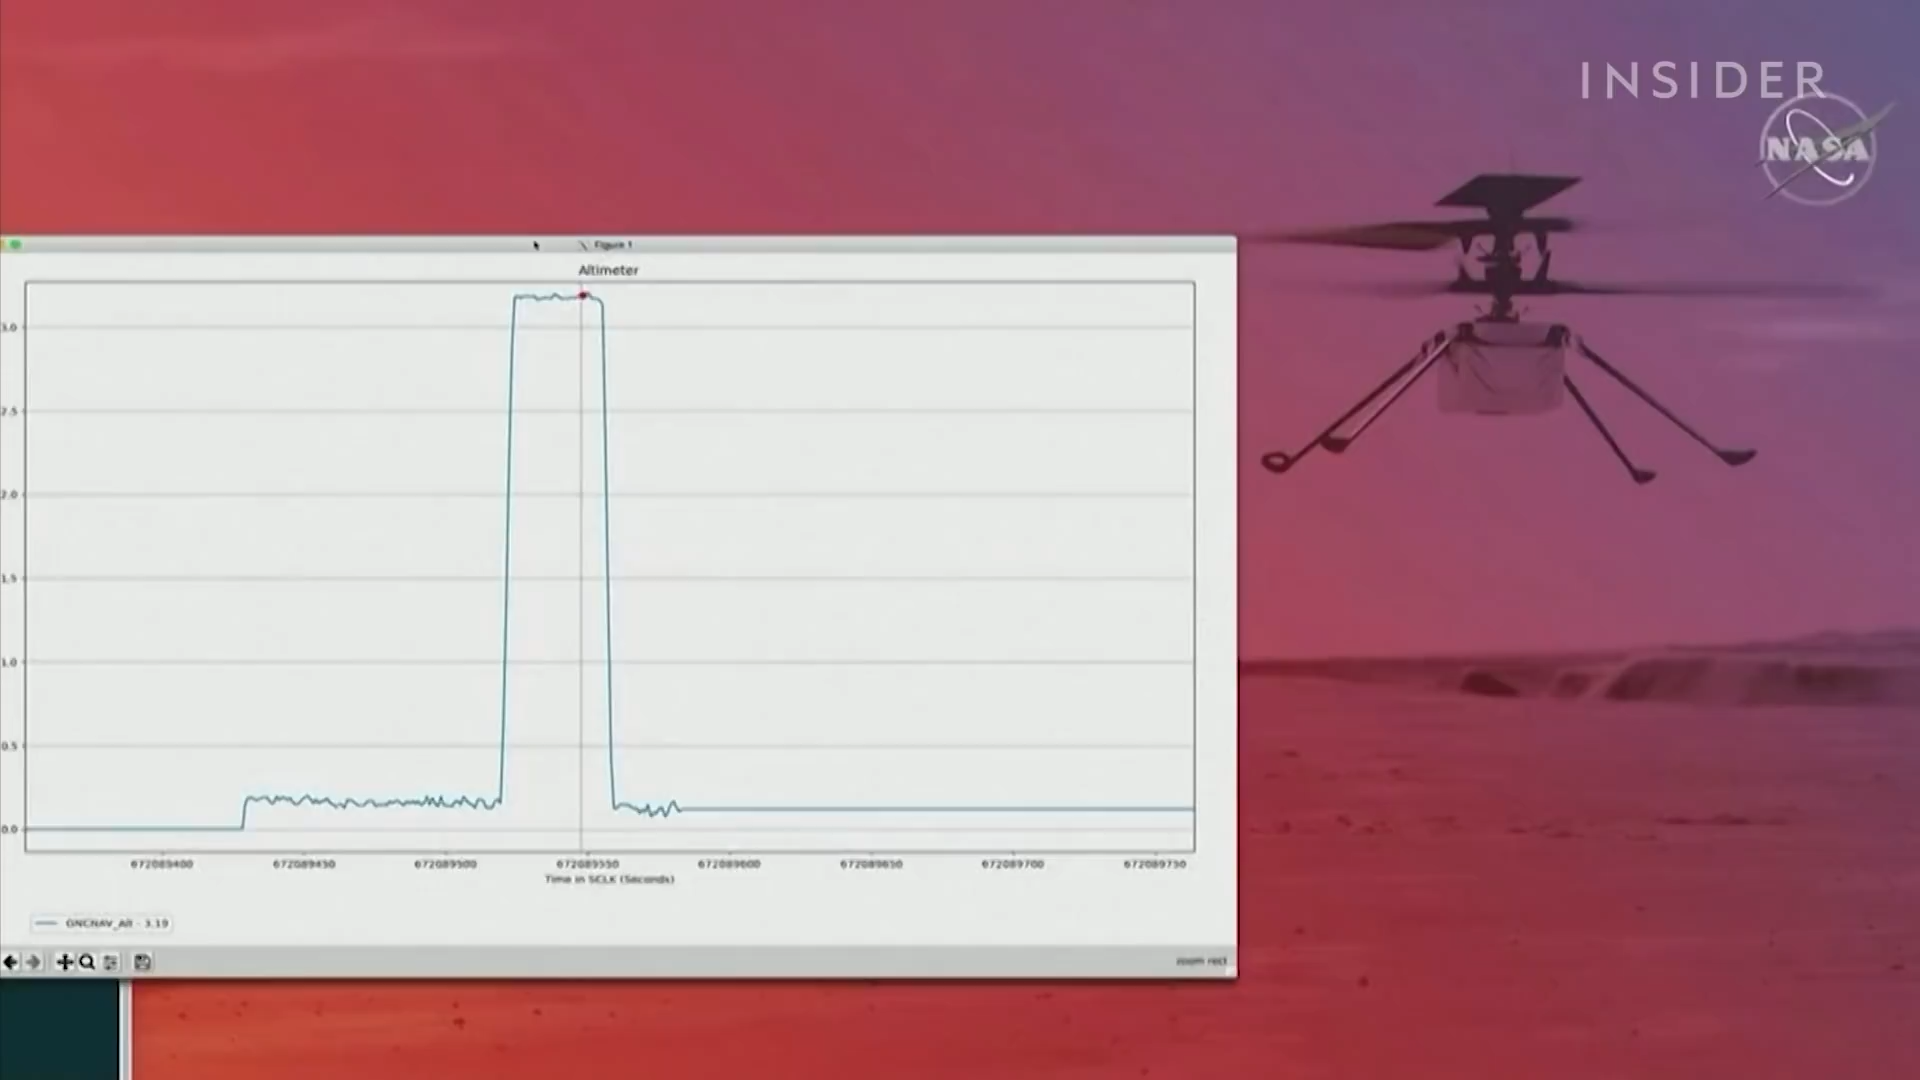 INSIDER
NASA
Figure 1
Altimeter
3.0
2.5
2.0
1.5
1.0
0.5
0.0
672089400 672089450 672089500 672089550 672089600 672089650 672089700 672089750
Time in SCLK (Seconds)
GNCNAV_Alt - 3.19
zoom rect